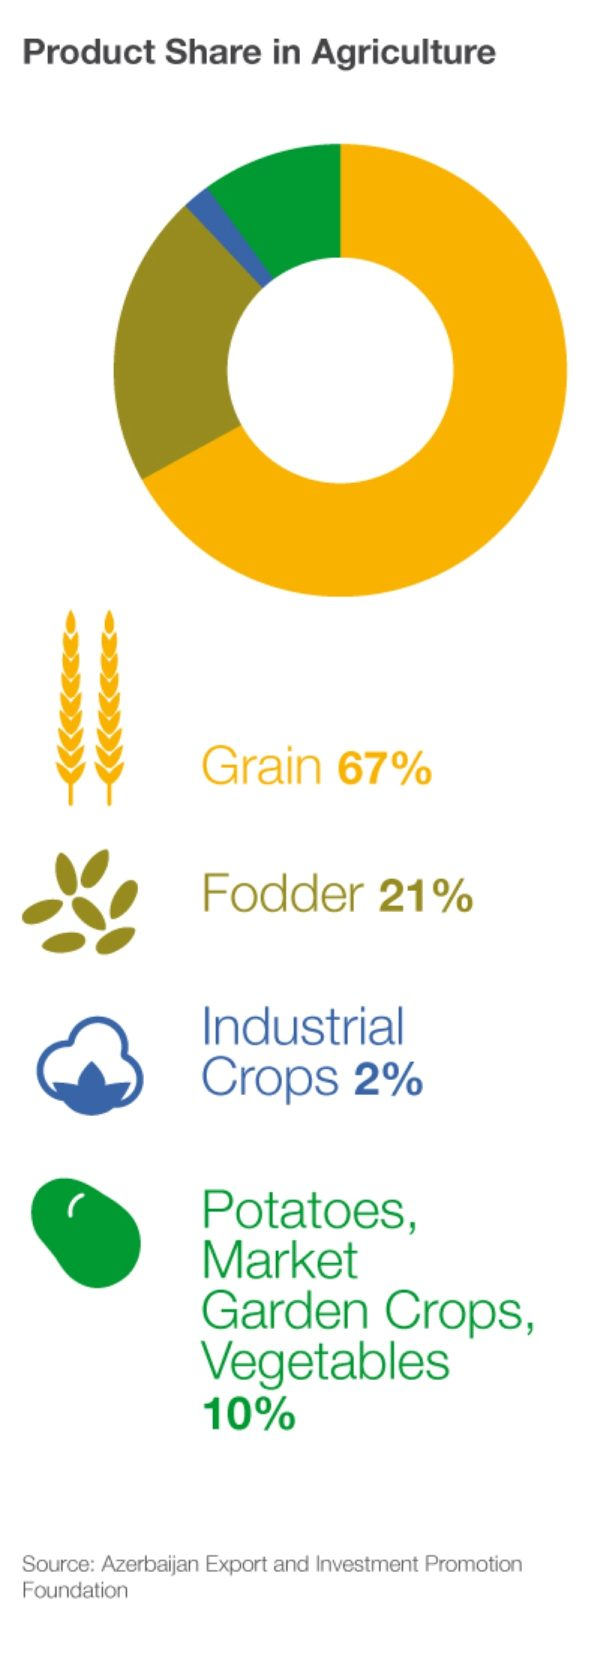 Product Share in Agriculture
Grain 67%
Fodder 21%
Industrial
Crops 2%
Potatoes,
Market
Garden Crops,
Vegetables
10%
Source: Azerbaijan Export and Investment Promotion
Foundation